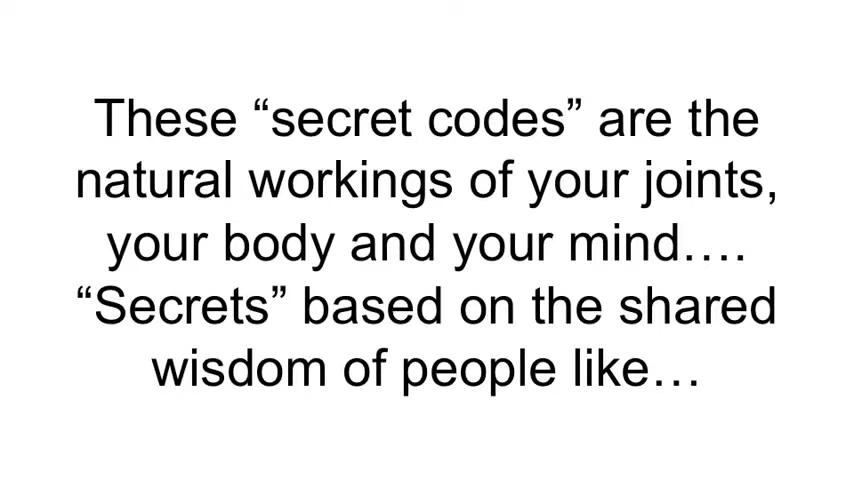 These “secret codes” are the
natural workings of your joints,
your body and your mind….
“Secrets” based on the shared
wisdom of people like…